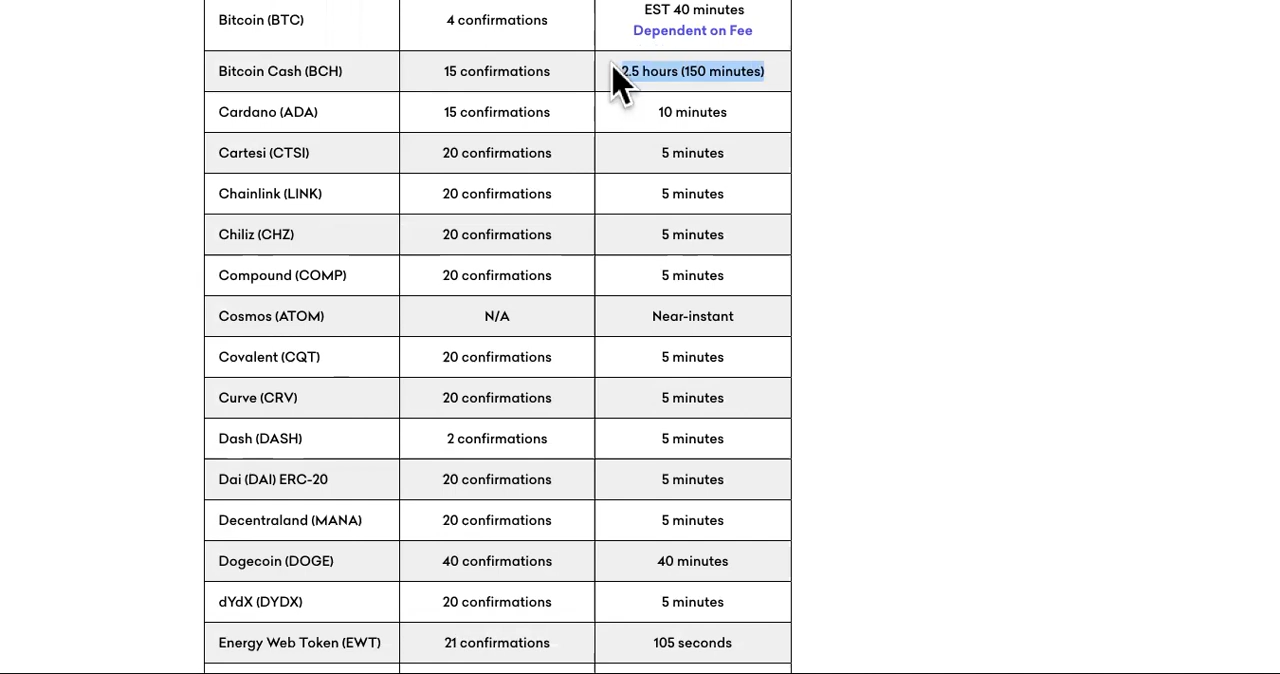 EST 40 minutes
Bitcoin (BTC) 4 confirmations
Dependent on Fee
Bitcoin Cash (BCH) 15 confirmations 2.5 hours (150 minutes)
Cardano (ADA) 15 confirmations 10 minutes
Cartesi (CTSI) 20 confirmations 5 minutes
Chainlink (LINK) 20 confirmations 5 minutes
Chiliz (CHZ) 20 confirmations 5 minutes
Compound (COMP) 20 confirmations 5 minutes
Cosmos (ATOM) N/A Near-instant
Covalent (CQT) 20 confirmations 5 minutes
Curve (CRV) 20 confirmations 5 minutes
Dash (DASH) 2 confirmations 5 minutes
Dai (DAI) ERC-20 20 confirmations 5 minutes
Decentraland (MANA) 20 confirmations 5 minutes
Dogecoin (DOGE) 40 confirmations 40 minutes
dYdX (DYDX) 20 confirmations 5 minutes
Energy Web Token (EWT) 21 confirmations 105 seconds